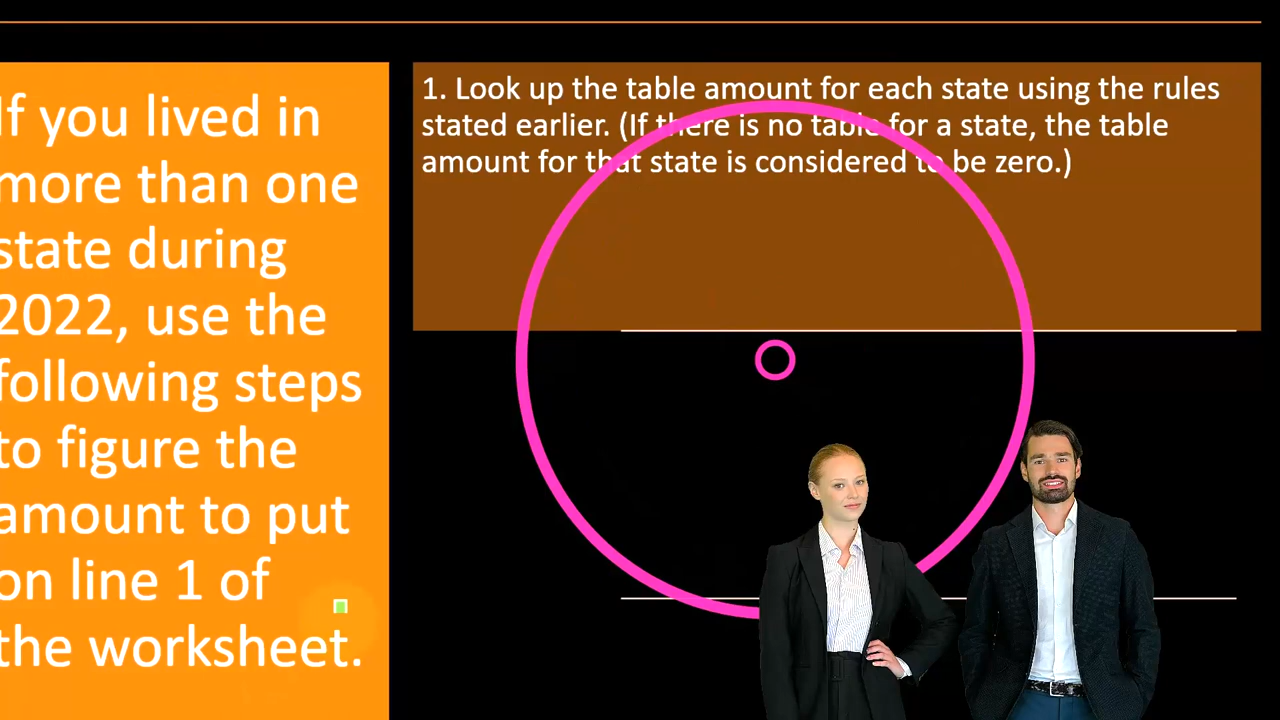 If you lived in
more than one
state during
2022, use the
following steps
to figure the
amount to put
on line 1 of
the worksheet.
1. Look up the table amount for each state using the rules
stated earlier. (If there is no table for a state, the table
amount for that state is considered to be zero.)